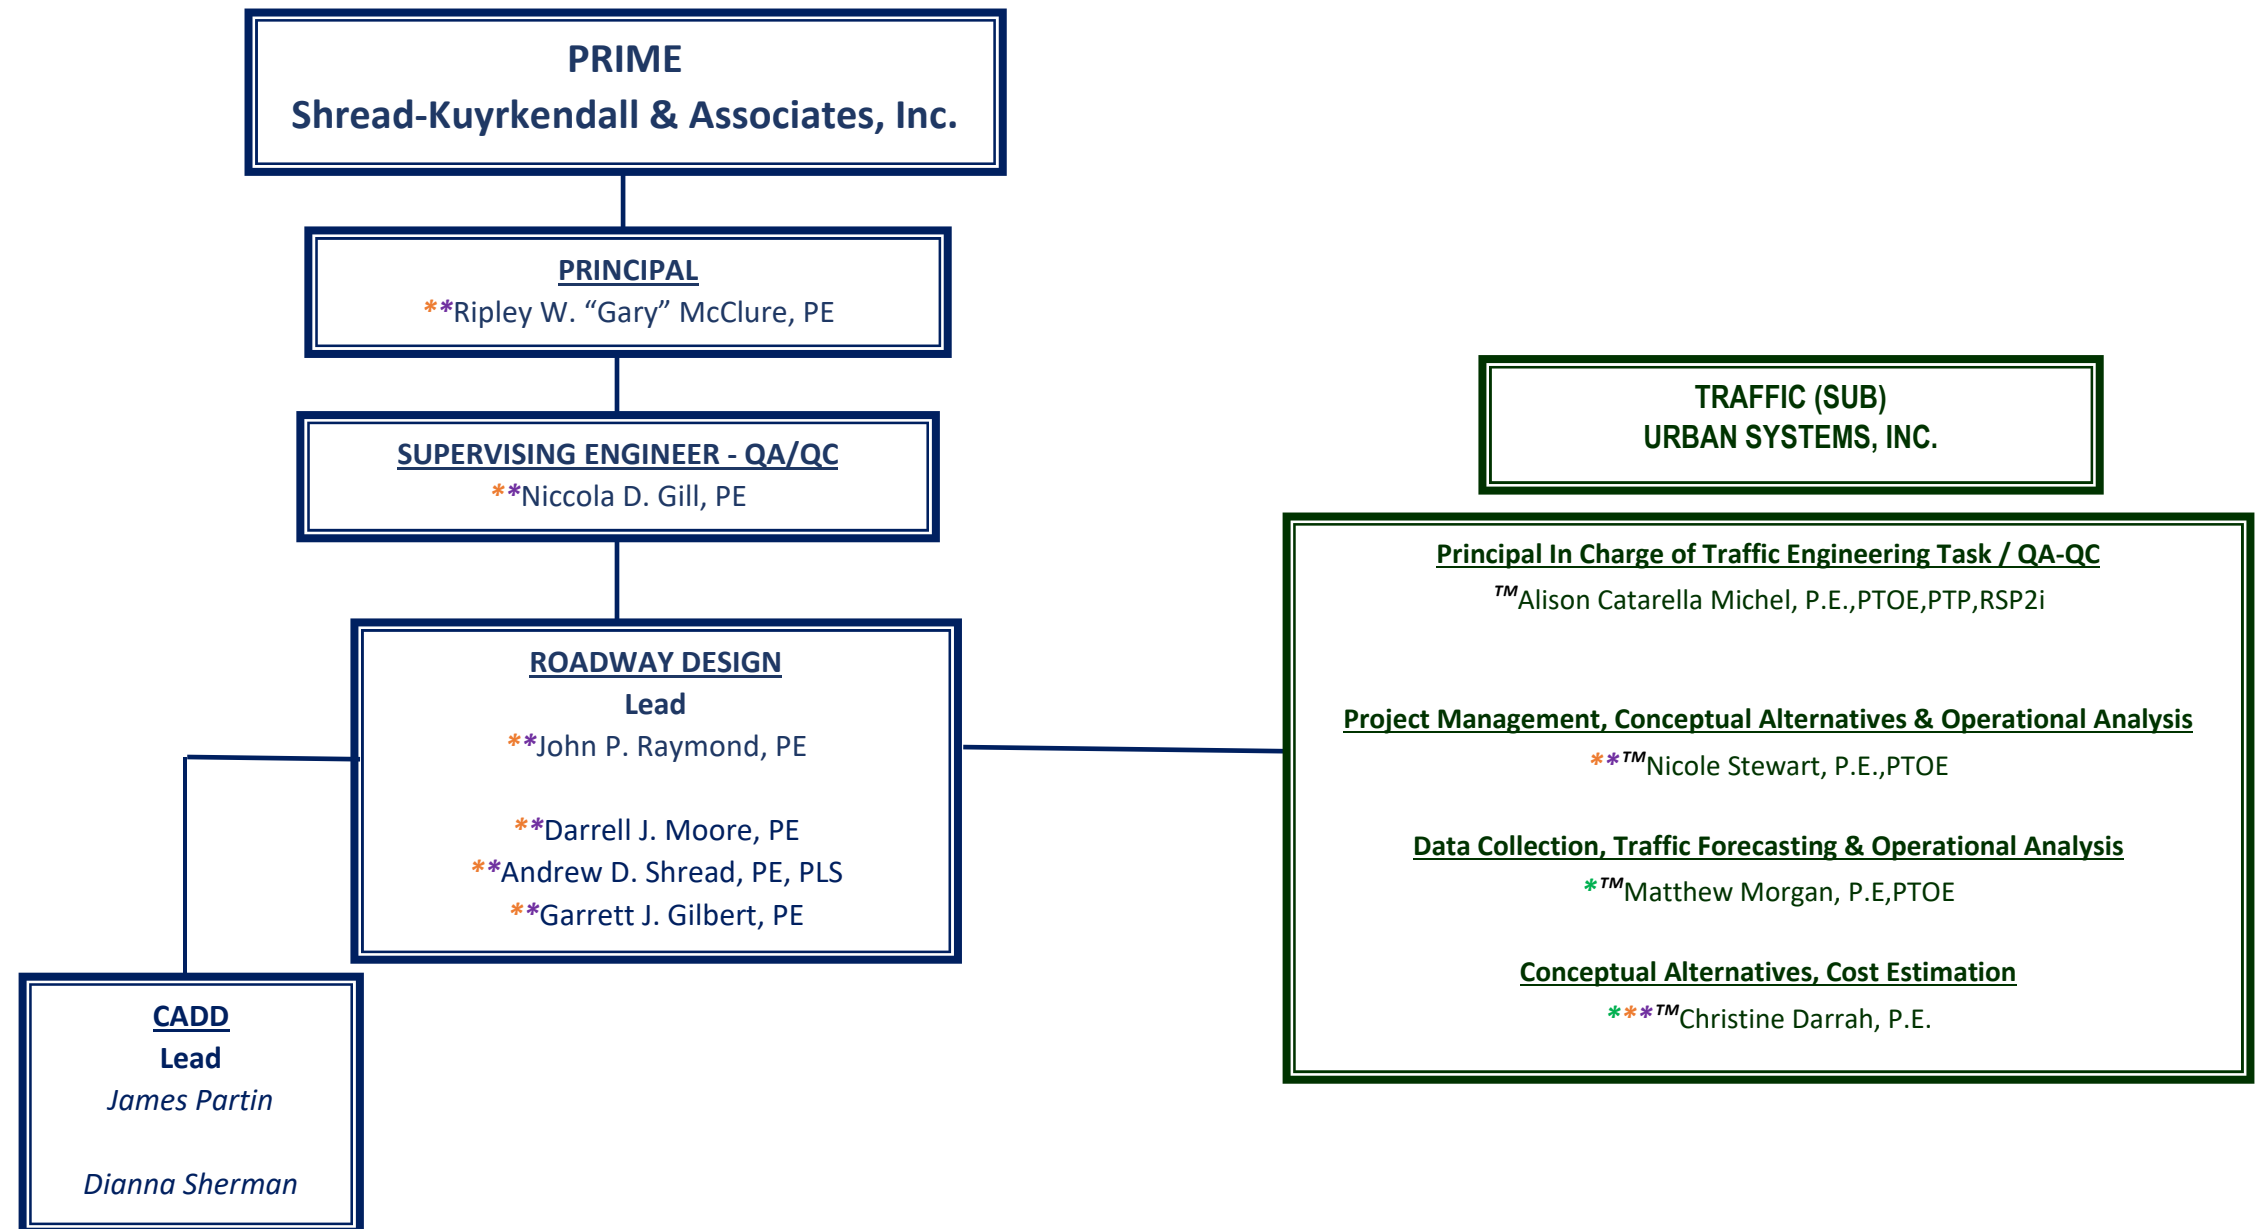 PRIME
Shread-Kuyrkendall & Associates, Inc.
PRINCIPAL
**Ripley W. “Gary” McClure, PE
SUPERVISING ENGINEER - QA/QC
**Niccola D. Gill, PE
ROADWAY DESIGN
Lead
**John P. Raymond, PE
**Darrell J. Moore, PE
**Andrew D. Shread, PE, PLS
**Garrett J. Gilbert, PE
CADD
Lead
James Partin
Dianna Sherman
TRAFFIC (SUB)
URBAN SYSTEMS, INC.
Principal In Charge of Traffic Engineering Task / QA-QC
™Alison Catarella Michel, P.E.,PTOE,PTP,RSP2i
Project Management, Conceptual Alternatives & Operational Analysis
**™Nicole Stewart, P.E.,PTOE
Data Collection, Traffic Forecasting & Operational Analysis
*™Matthew Morgan, P.E,PTOE
Conceptual Alternatives, Cost Estimation
***™Christine Darrah, P.E.